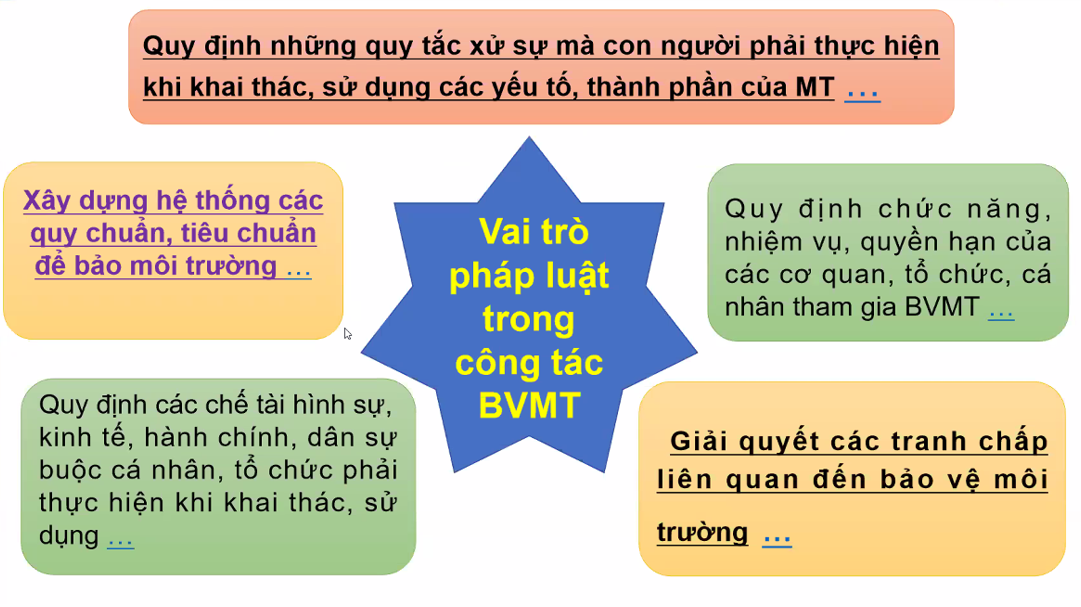 Quy định những quy tắc xử sự mà con người phải thực hiện
khi khai thác, sử dụng các yếu tố, thành phần của MT ...
Xây dựng hệ thống các
quy chuẩn, tiêu chuẩn
để bảo môi trường ...
Vai trò
pháp luật
trong
công tác
BVMT
Quy định chức năng,
nhiệm vụ, quyền hạn của
các cơ quan, tổ chức, cá
nhân tham gia BVMT ...
Quy định các chế tài hình sự,
kinh tế, hành chính, dân sự
buộc cá nhân, tổ chức phải
thực hiện khi khai thác, sử
dụng ...
Giải quyết các tranh chấp
liên quan đến bảo vệ môi
trường ...